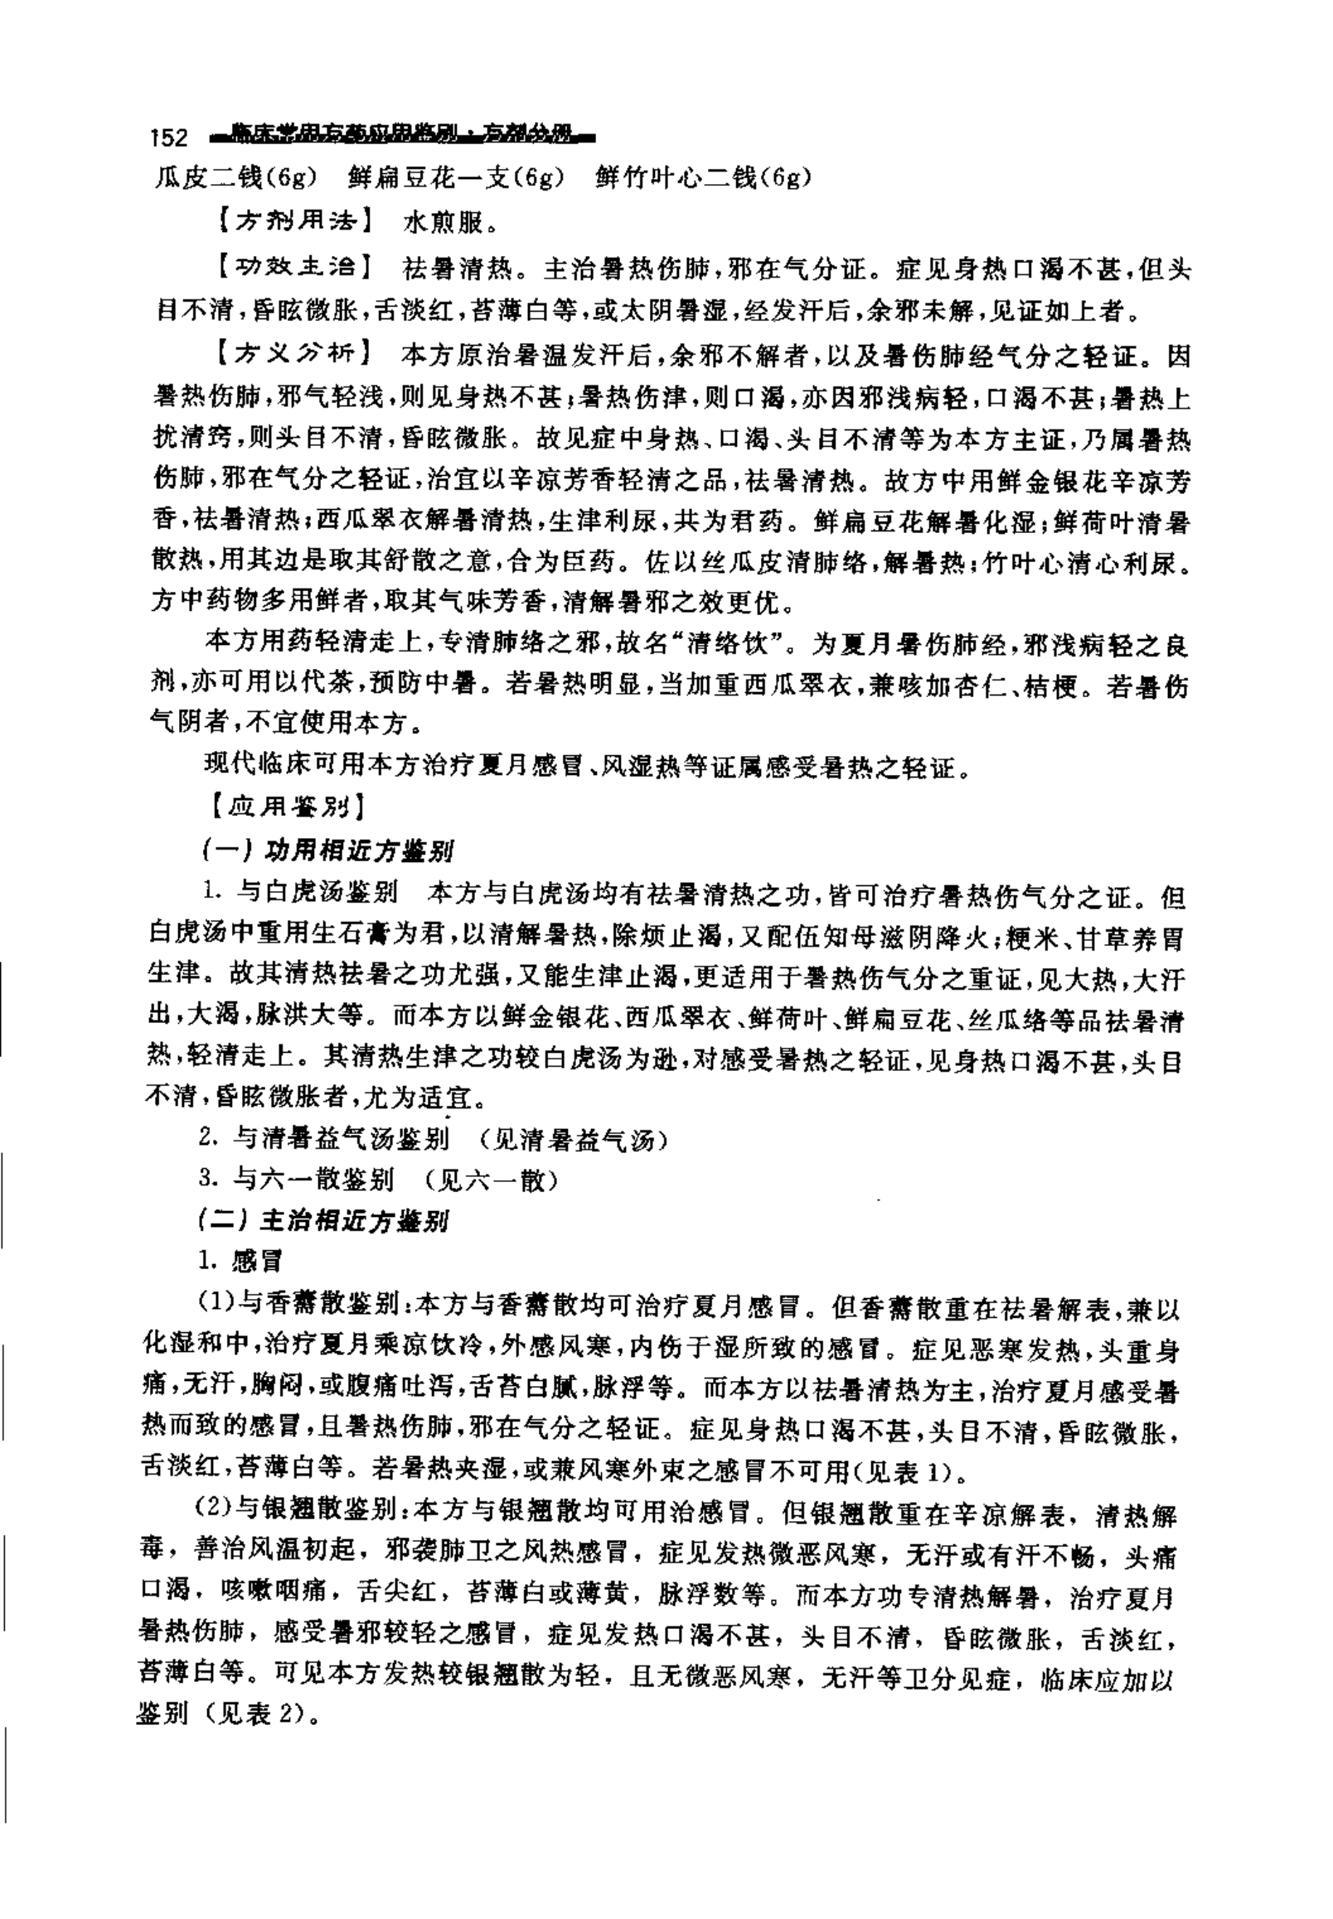 152 临床常用方药应用鉴别·方剂分册
瓜皮二钱(6g) 鲜扁豆花一支(6g) 鲜竹叶心二钱(6g)
【方剂用法】 水煎服。
【功效主治】 祛暑清热。主治暑热伤肺,邪在气分证。症见身热口渴不甚,但头
目不清,昏眩微胀,舌淡红,苔薄白等,或太阴暑湿,经发汗后,余邪未解,见证如上者。
【方义分析】 本方原治暑温发汗后,余邪不解者,以及暑伤肺经气分之轻证。因
暑热伤肺,邪气轻浅,则见身热不甚;暑热伤津,则口渴,亦因邪浅病轻,口渴不甚;暑热上
扰清窍,则头目不清,昏眩微胀。故见症中身热、口渴、头目不清等为本方主证,乃属暑热
伤肺,邪在气分之轻证,治宜以辛凉芳香轻清之品,祛暑清热。故方中用鲜金银花辛凉芳
香,祛暑清热;西瓜翠衣解暑清热,生津利尿,共为君药。鲜扁豆花解暑化湿;鲜荷叶清暑
散热,用其边是取其舒散之意,合为臣药。佐以丝瓜皮清肺络,解暑热;竹叶心清心利尿。
方中药物多用鲜者,取其气味芳香,清解暑邪之效更优。
本方用药轻清走上,专清肺络之邪,故名“清络饮”。为夏月暑伤肺经,邪浅病轻之良
剂,亦可用以代茶,预防中暑。若暑热明显,当加重西瓜翠衣,兼咳加杏仁、桔梗。若暑伤
气阴者,不宜使用本方。
现代临床可用本方治疗夏月感冒、风湿热等证属感受暑热之轻证。
【应用鉴别】
(一)功用相近方鉴别
1. 与白虎汤鉴别 本方与白虎汤均有祛暑清热之功,皆可治疗暑热伤气分之证。但
白虎汤中重用生石膏为君,以清解暑热,除烦止渴,又配伍知母滋阴降火;粳米、甘草养胃
生津。故其清热祛暑之功尤强,又能生津止渴,更适用于暑热伤气分之重证,见大热,大汗
出,大渴,脉洪大等。而本方以鲜金银花、西瓜翠衣、鲜荷叶、鲜扁豆花、丝瓜络等品祛暑清
热,轻清走上。其清热生津之功较白虎汤为逊,对感受暑热之轻证,见身热口渴不甚,头目
不清,昏眩微胀者,尤为适宜。
2. 与清暑益气汤鉴别 (见清暑益气汤)
3. 与六一散鉴别 (见六一散)
(二)主治相近方鉴别
1. 感冒
(1)与香薷散鉴别:本方与香薷散均可治疗夏月感冒。但香薷散重在祛暑解表,兼以
化湿和中,治疗夏月乘凉饮冷,外感风寒,内伤于湿所致的感冒。症见恶寒发热,头重身
痛,无汗,胸闷,或腹痛吐泻,舌苔白腻,脉浮等。而本方以祛暑清热为主,治疗夏月感受暑
热而致的感冒,且暑热伤肺,邪在气分之轻证。症见身热口渴不甚,头目不清,昏眩微胀,
舌淡红,苔薄白等。若暑热夹湿,或兼风寒外束之感冒不可用(见表1)。
(2)与银翘散鉴别:本方与银翘散均可用治感冒。但银翘散重在辛凉解表，清热解
毒，善治风温初起，邪袭肺卫之风热感冒，症见发热微恶风寒，无汗或有汗不畅，头痛
口渴，咳嗽咽痛，舌尖红，苔薄白或薄黄，脉浮数等。而本方功专清热解暑，治疗夏月
暑热伤肺，感受暑邪较轻之感冒，症见发热口渴不甚，头目不清，昏眩微胀，舌淡红，
苔薄白等。可见本方发热较银翘散为轻，且无微恶风寒，无汗等卫分见症，临床应加以
鉴别（见表2）。